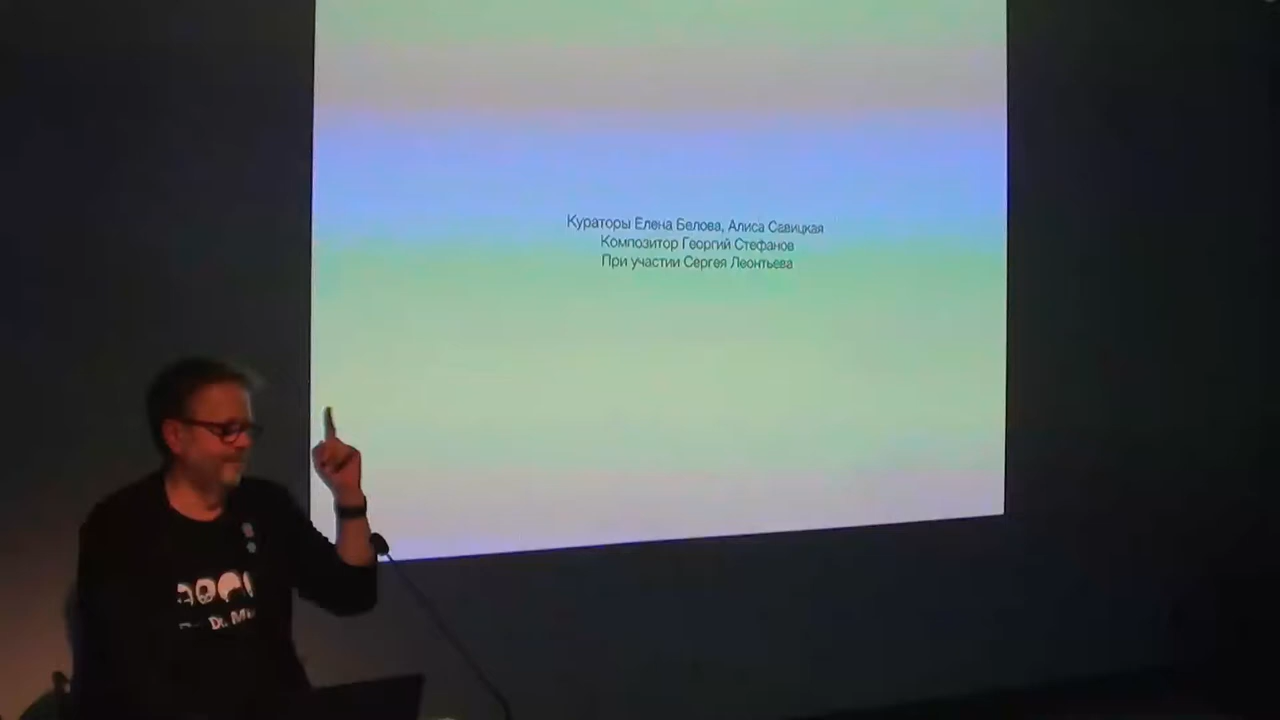 Кураторы Елена Белова, Алиса Савицкая
Композитор Георгий Стефанов
При участии Сергея Леонтьева